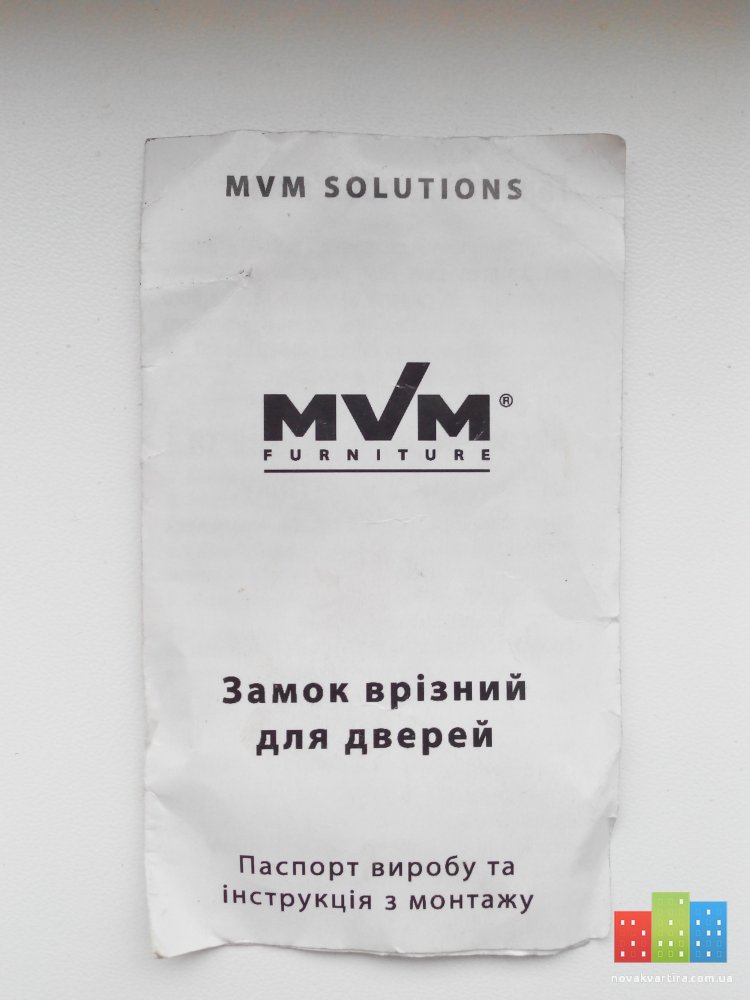 MVM SOLUTIONS
MVM®
FURNITURE
Замок врізний
для дверей
Паспорт виробу та
інструкція з монтажу
novakvartira.com.ua